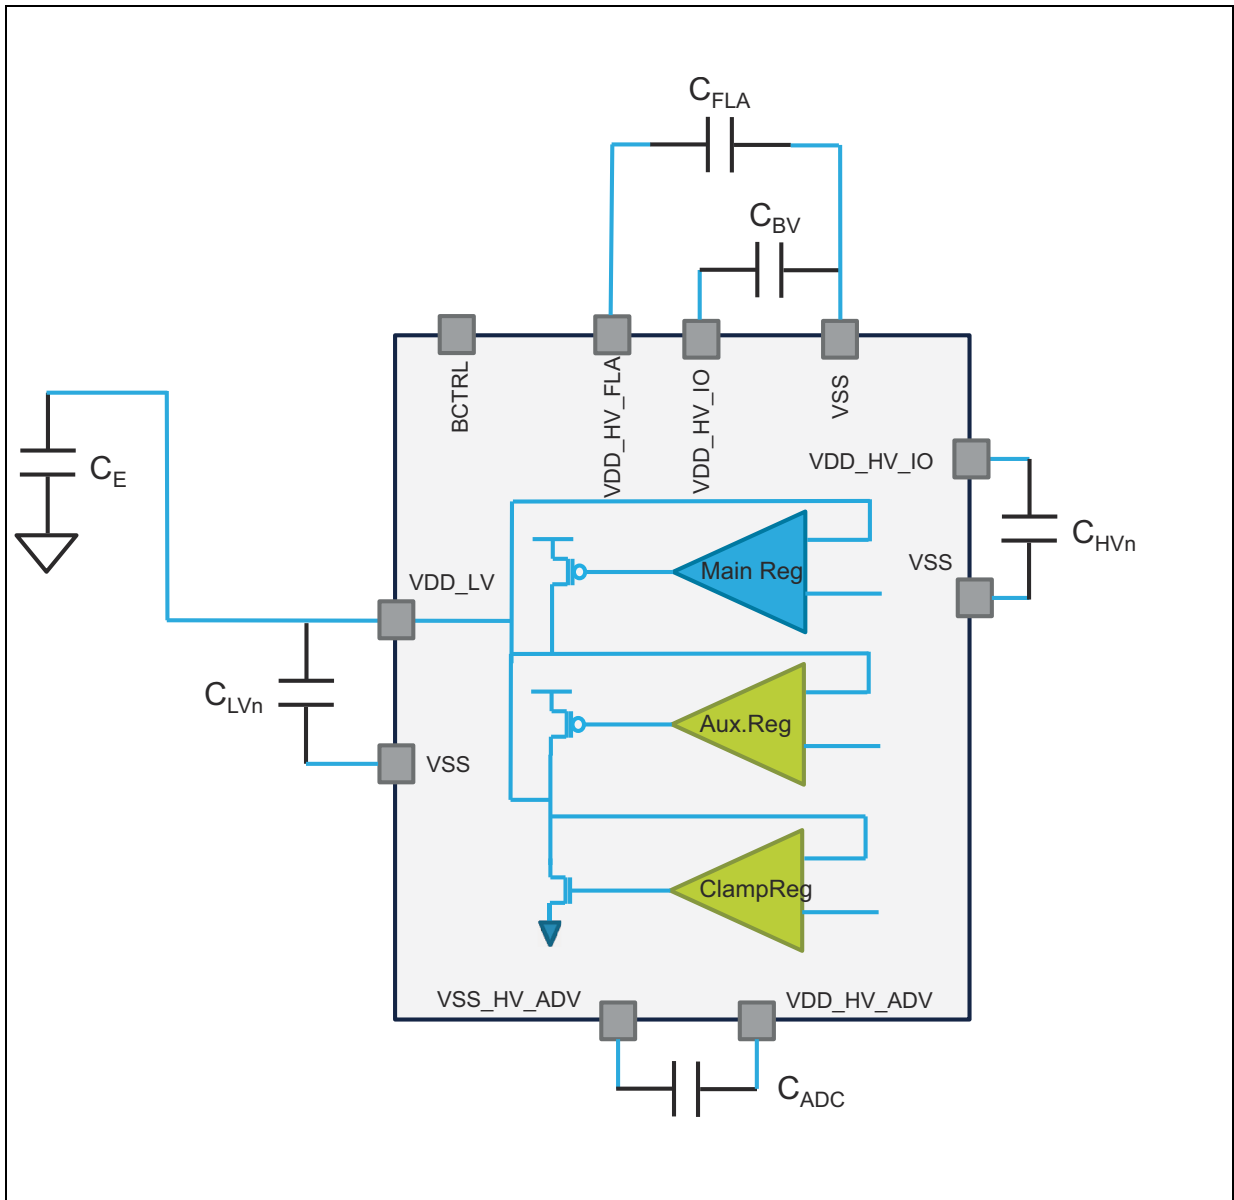 CFLA
CBV
BCTRL
VDD_HV_FLA
VDD_HV_IO
VSS
VDD_HV_IO
CE
CHVn
VSS
Main Reg
VDD_LV
CLVn
Aux.Reg
VSS
ClampReg
VSS_HV_ADV
VDD_HV_ADV
CADC